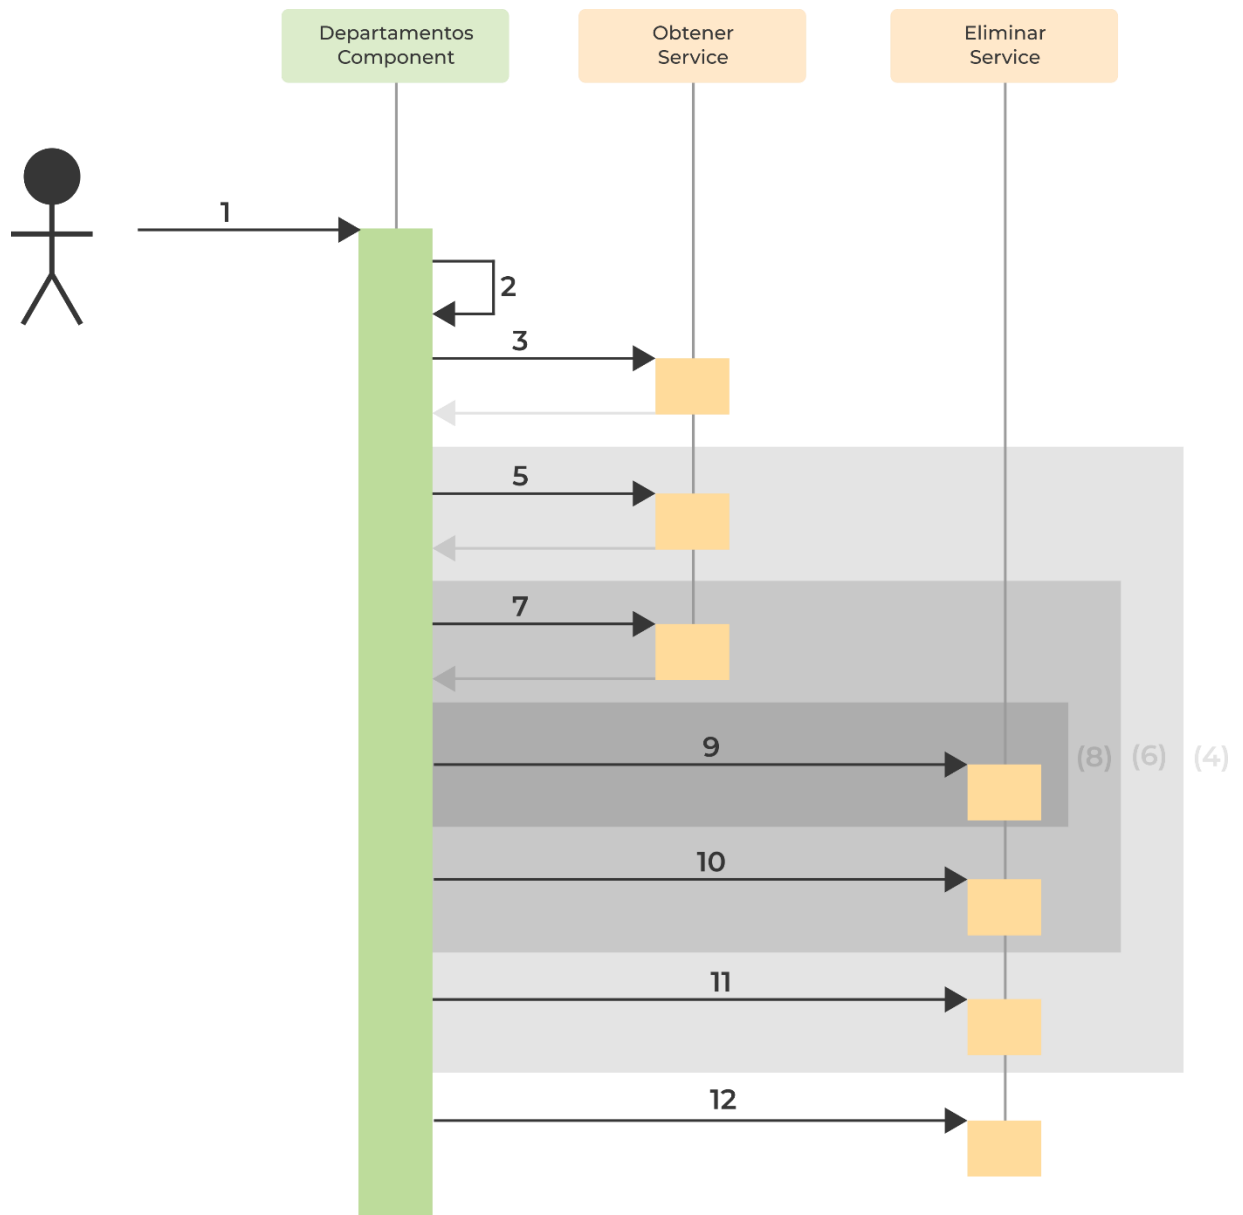 Departamentos
Component
Obtener
Service
Eliminar
Service
1
2
3
5
7
9
(8) (6) (4)
10
11
12